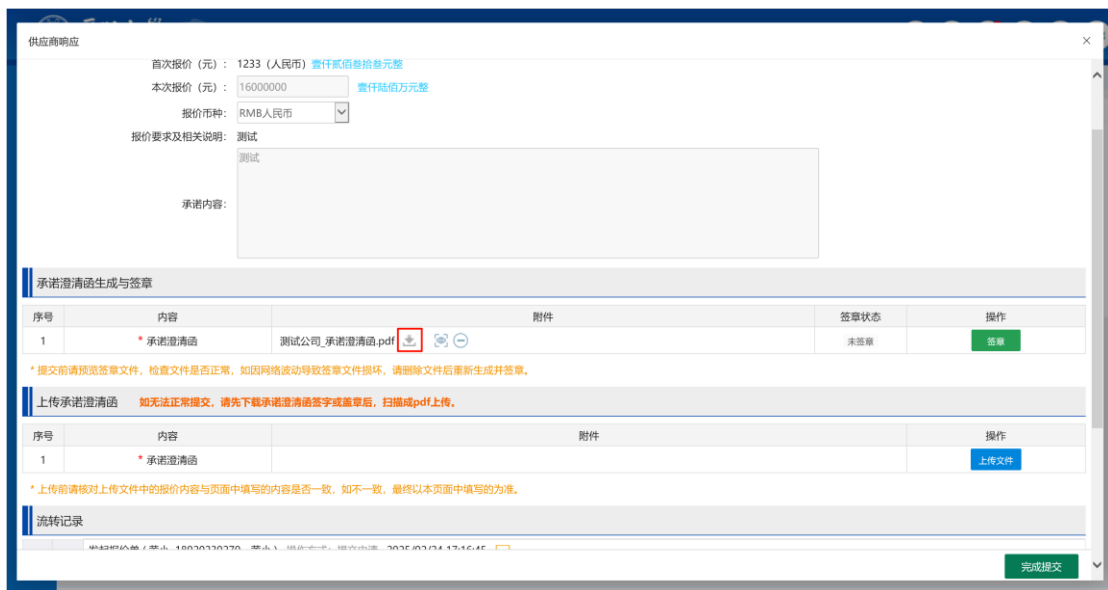 供应商响应
×
首次报价（元）： 1233（人民币）壹仟贰佰叁拾叁元整
本次报价（元）： 16000000 壹仟陆佰万元整
报价币种： RMB人民币
报价要求及相关说明： 测试
测试
承诺内容：
承诺澄清函生成与签章
序号 内容 附件 签章状态 操作
1 * 承诺澄清函 测试公司_承诺澄清函.pdf 未签章 签章
* 提交前请预览签章文件，检查文件是否正常，如因网络波动导致签章文件损坏，请删除文件后重新生成并签章。
上传承诺澄清函 如无法正常提交，请先下载承诺澄清函签字或盖章后，扫描成pdf上传。
序号 内容 附件 操作
1 * 承诺澄清函 上传文件
* 上传前请核对上传文件中的报价内容与页面中填写的内容是否一致，如不一致，最终以本页面中填写的为准。
流转记录
完成提交